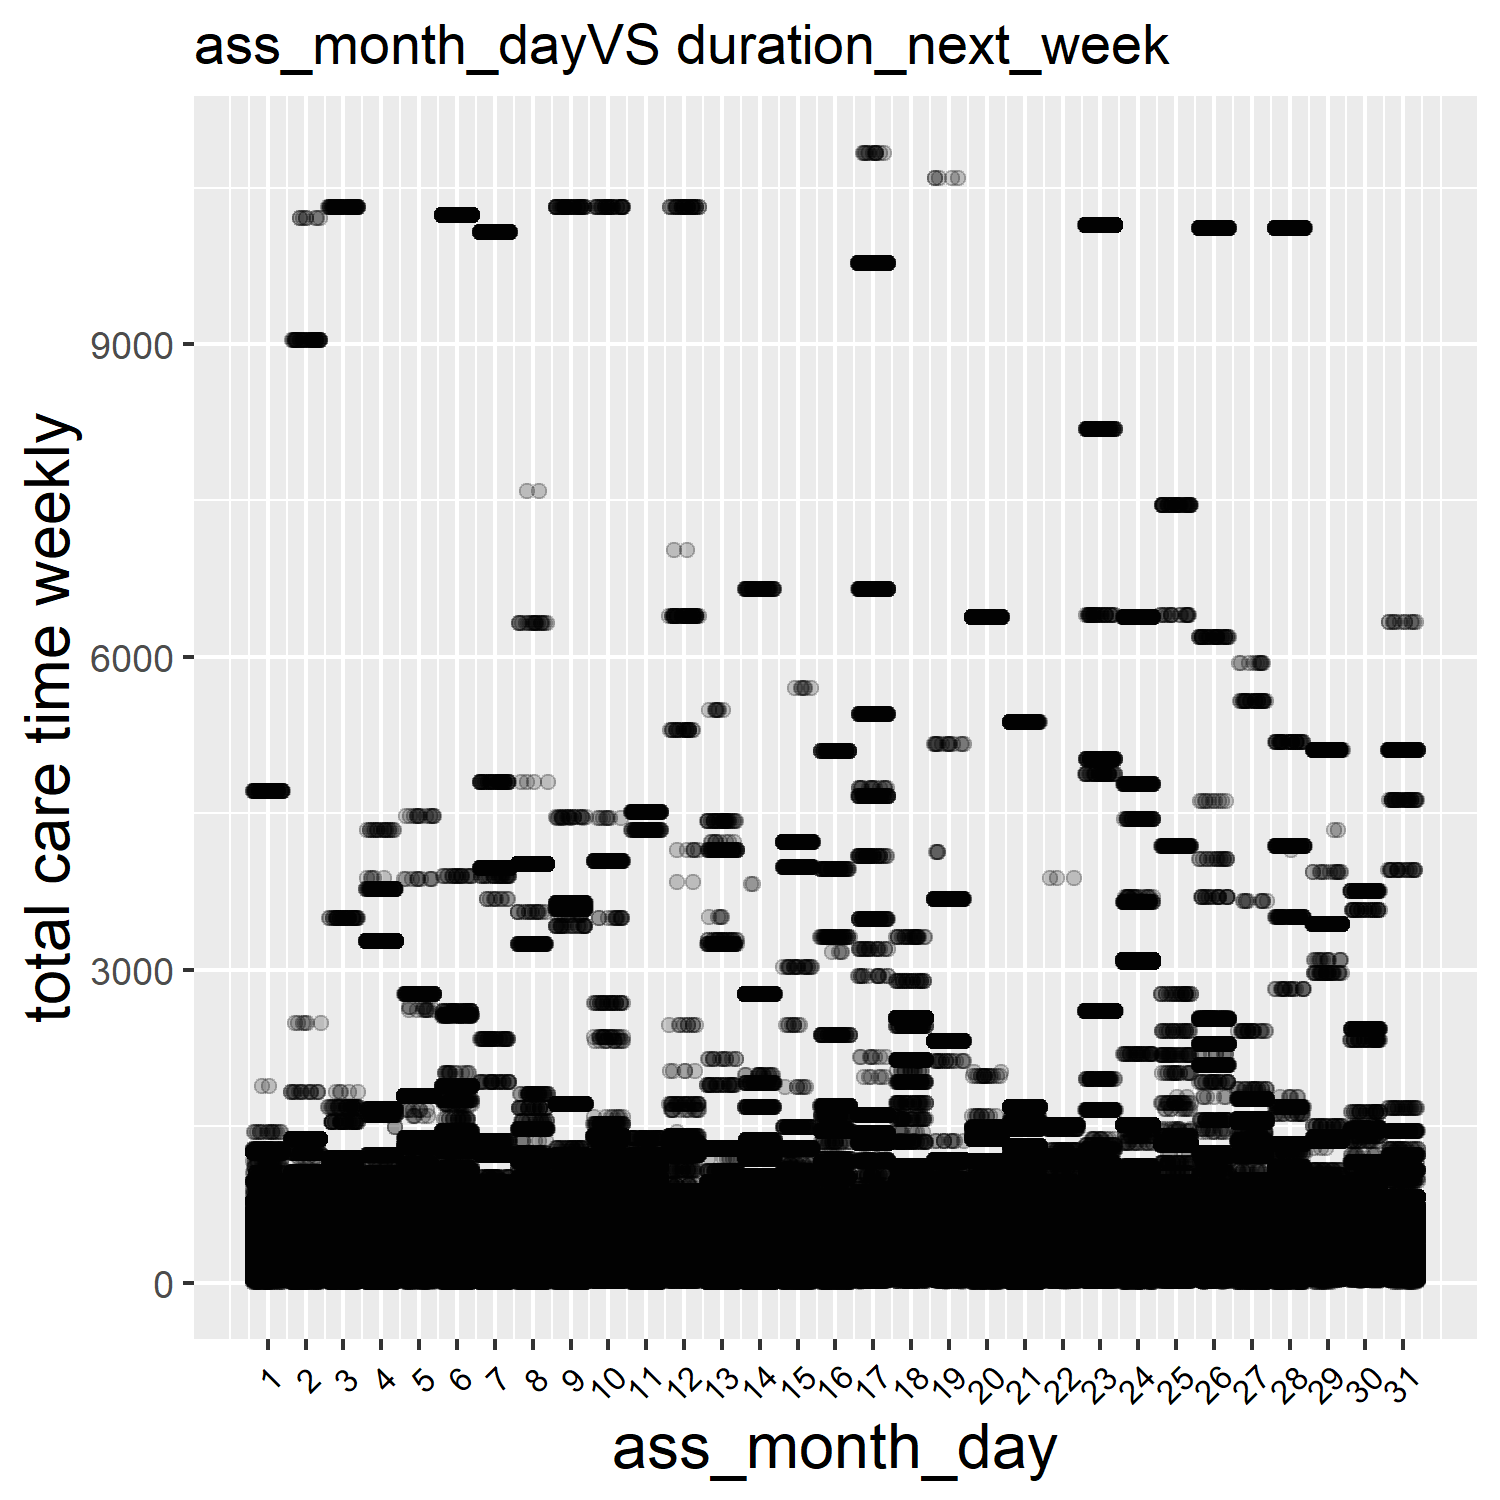 ass_month_dayVS duration_next_week
total care time weekly
9000
6000
3000
0
1 2 3 4 5 6 7 8 9 10 11 12 13 14 15 16 17 18 19 20 21 22 23 24 25 26 27 28 29 30 31
ass_month_day